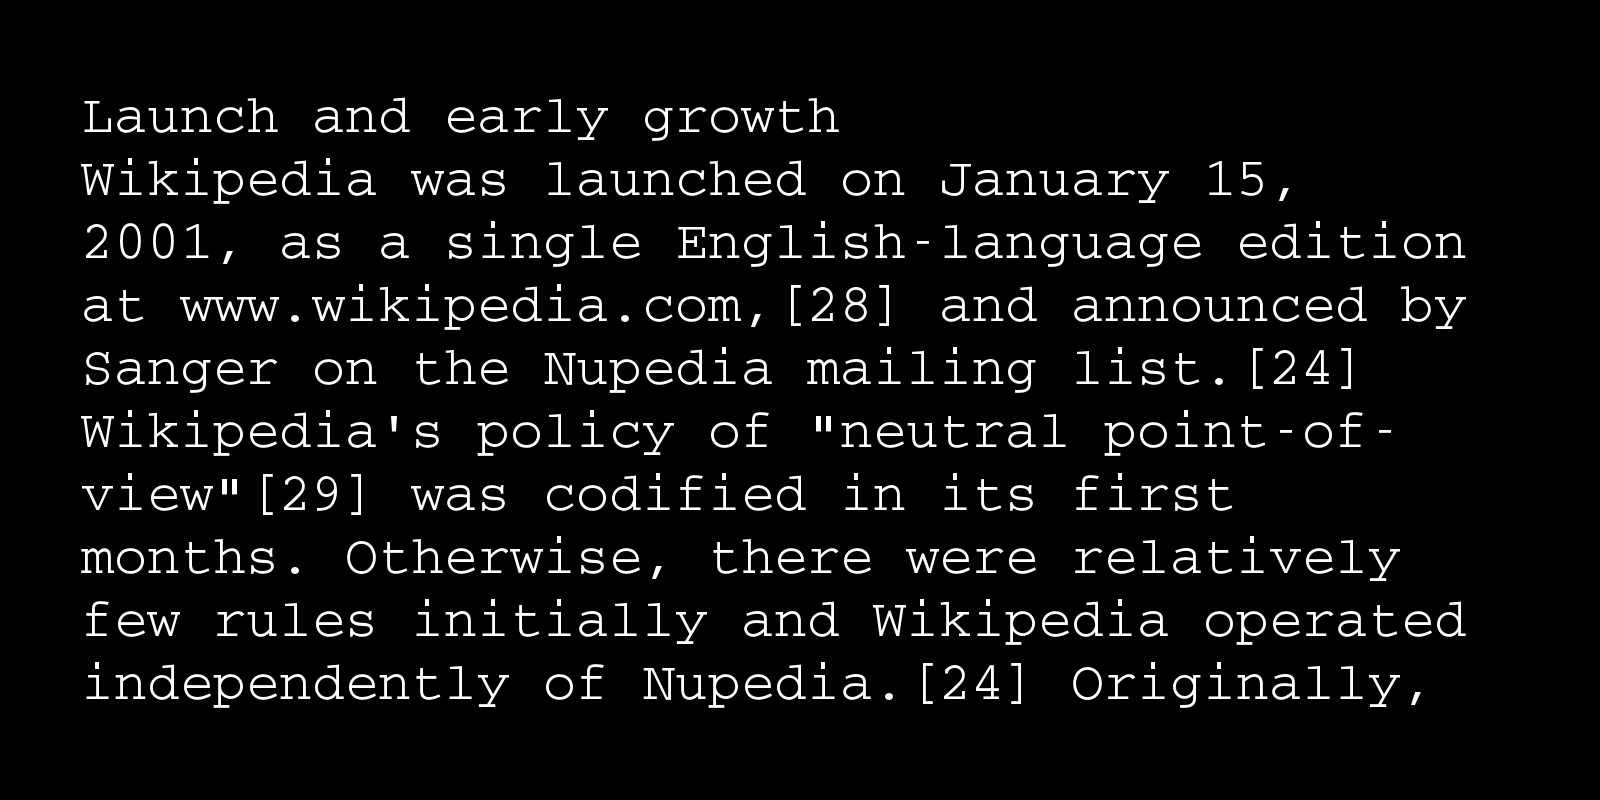 Launch and early growth
Wikipedia was launched on January 15,
2001, as a single English-language edition
at www.wikipedia.com,[28] and announced by
Sanger on the Nupedia mailing list.[24]
Wikipedia's policy of "neutral point-of-
view"[29] was codified in its first
months. Otherwise, there were relatively
few rules initially and Wikipedia operated
independently of Nupedia.[24] Originally,